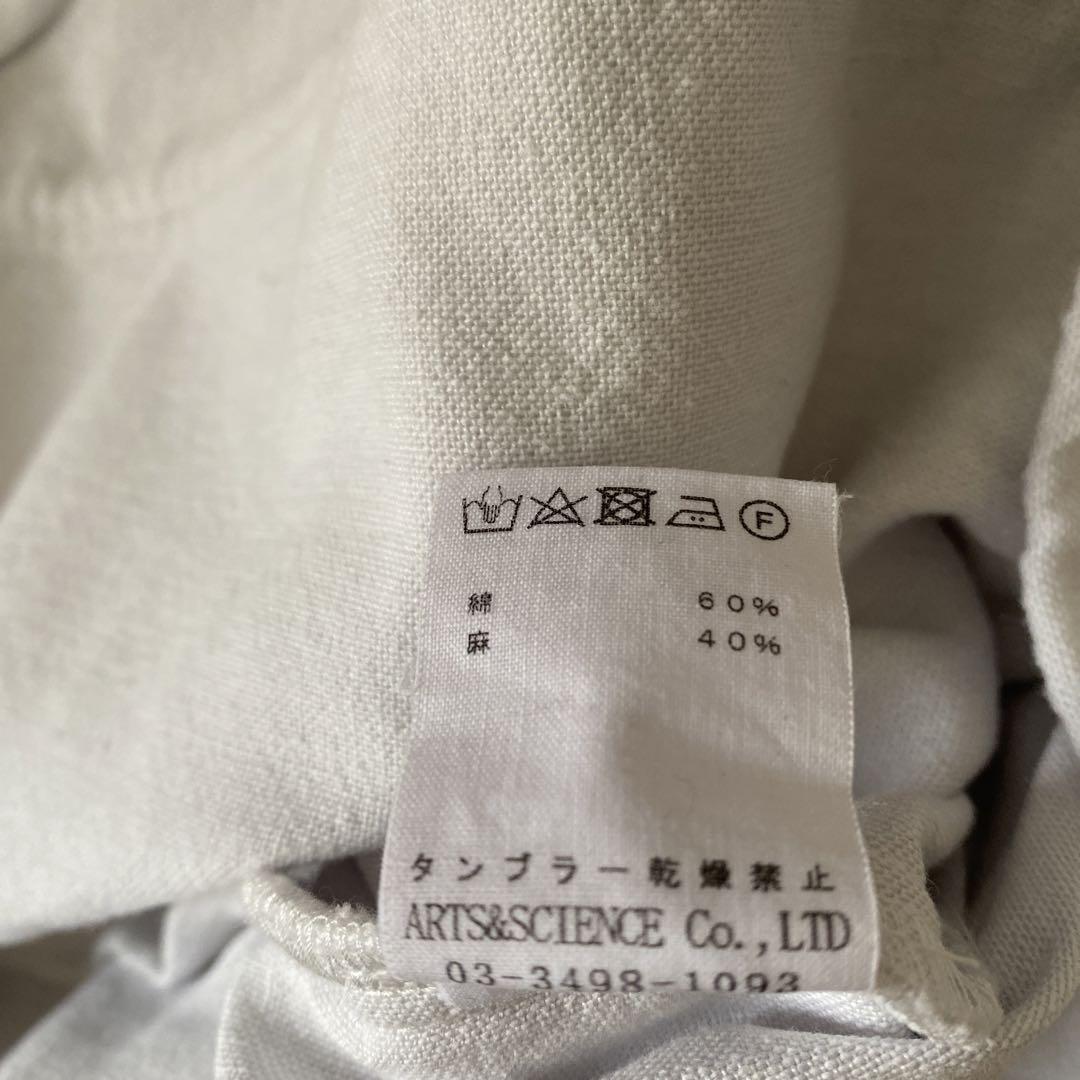 F
綿 60%
麻 40%
タンブラー乾燥禁止
ARTS&SCIENCE Co.,LTD
03-3498-1093